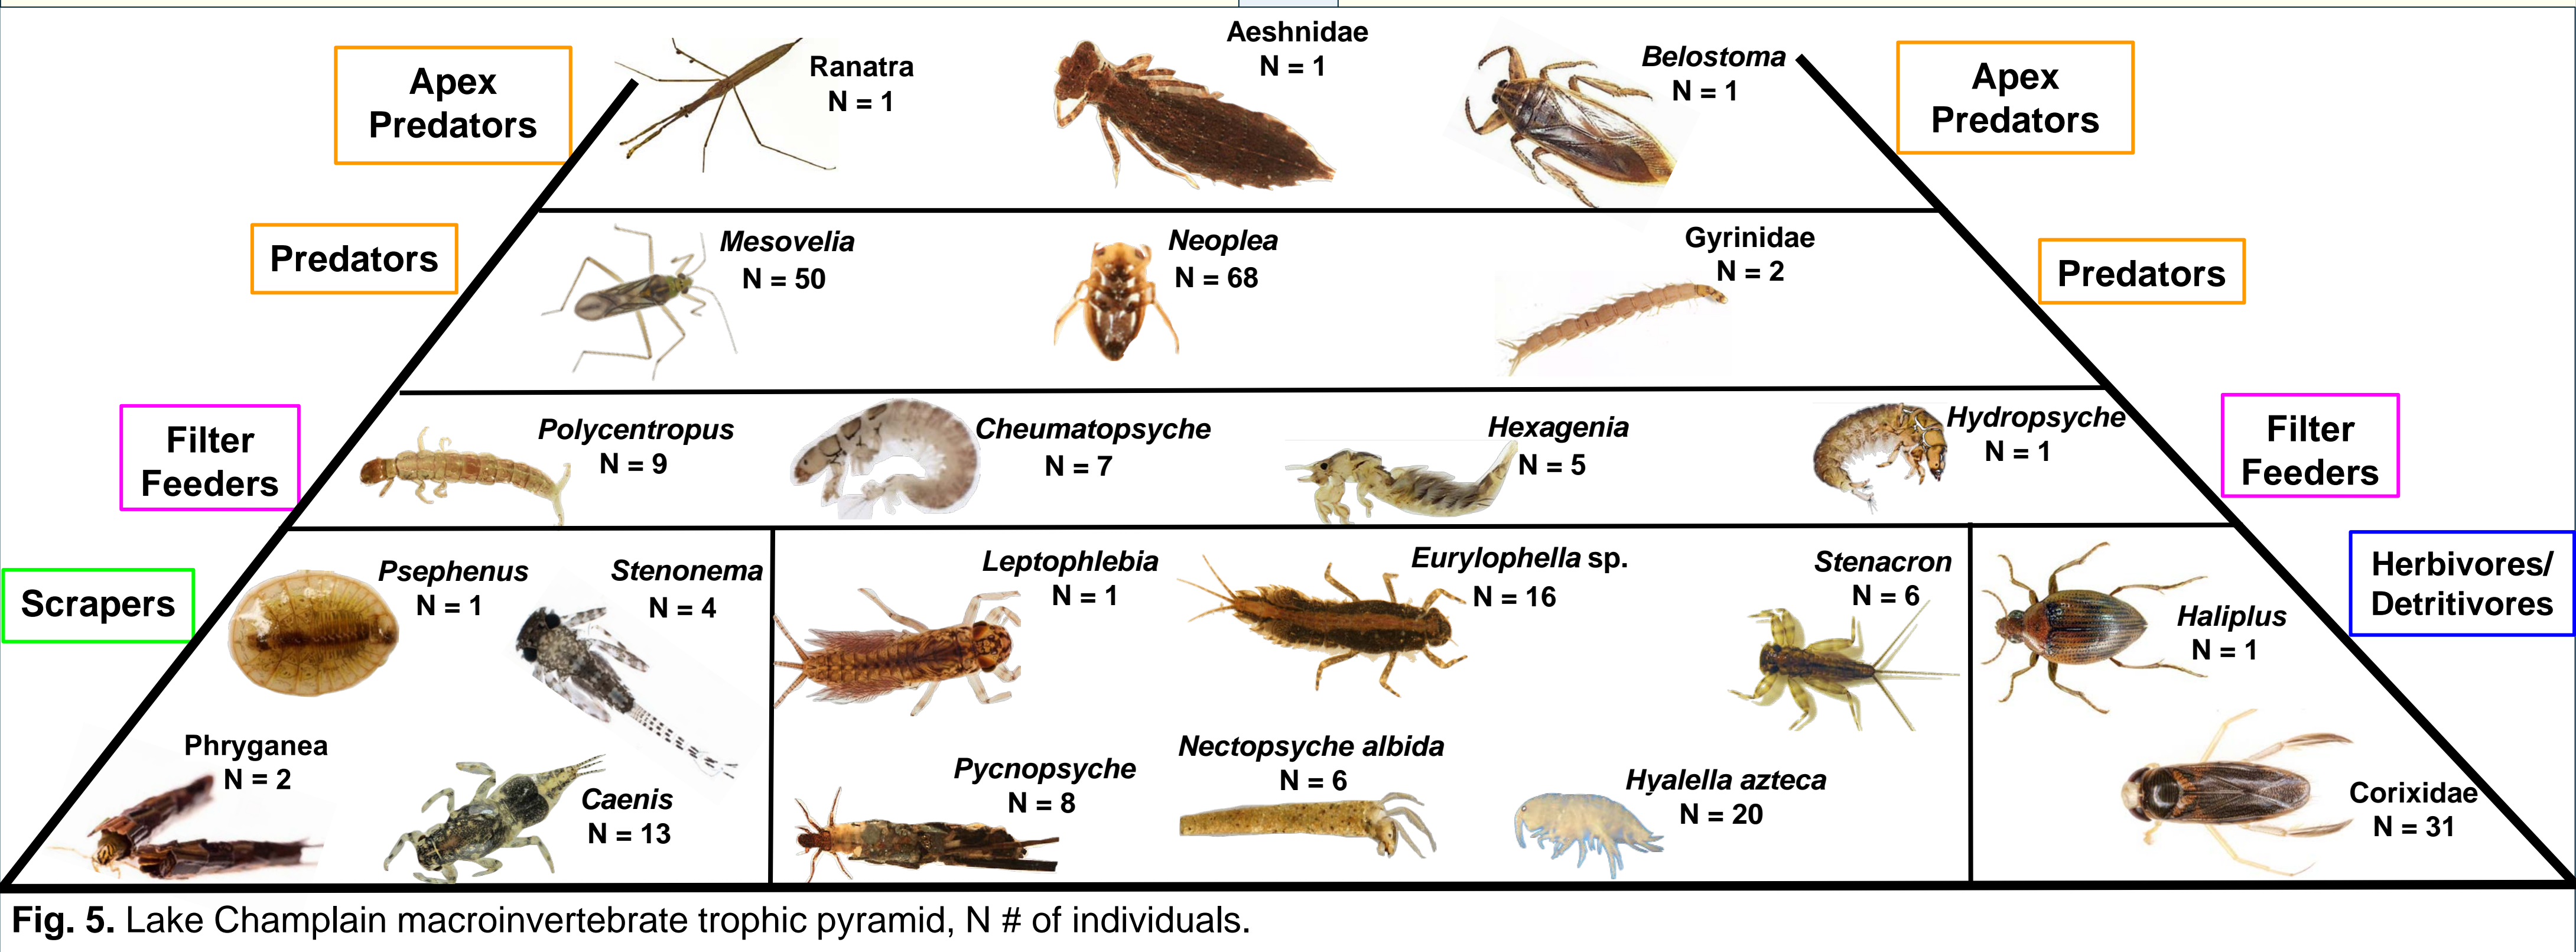 Apex
Predators
Ranatra
N = 1
Aeshnidae
N = 1
Belostoma
N = 1
Apex
Predators
Predators
Mesovelia
N = 50
Neoplea
N = 68
Gyrinidae
N = 2
Predators
Filter
Feeders
Polycentropus
N = 9
Cheumatopsyche
N = 7
Hexagenia
N = 5
Hydropsyche
N = 1
Filter
Feeders
Scrapers
Psephenus
N = 1
Stenonema
N = 4
Phryganea
N = 2
Caenis
N = 13
Leptophlebia
N = 1
Eurylophella sp.
N = 16
Stenacron
N = 6
Pycnopsyche
N = 8
Nectopsyche albida
N = 6
Hyalella azteca
N = 20
Haliplus
N = 1
Corixidae
N = 31
Herbivores/
Detritivores
Fig. 5. Lake Champlain macroinvertebrate trophic pyramid, N # of individuals.